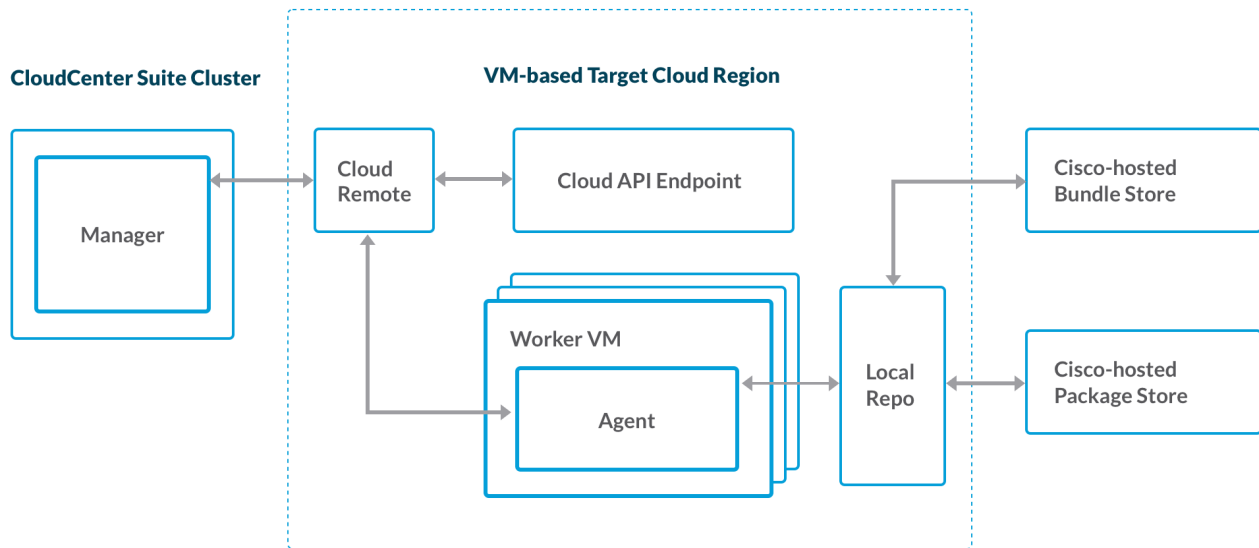 CloudCenter Suite Cluster
VM-based Target Cloud Region
Manager
Cloud
Remote
Cloud API Endpoint
Worker VM
Agent
Local
Repo
Cisco-hosted
Bundle Store
Cisco-hosted
Package Store